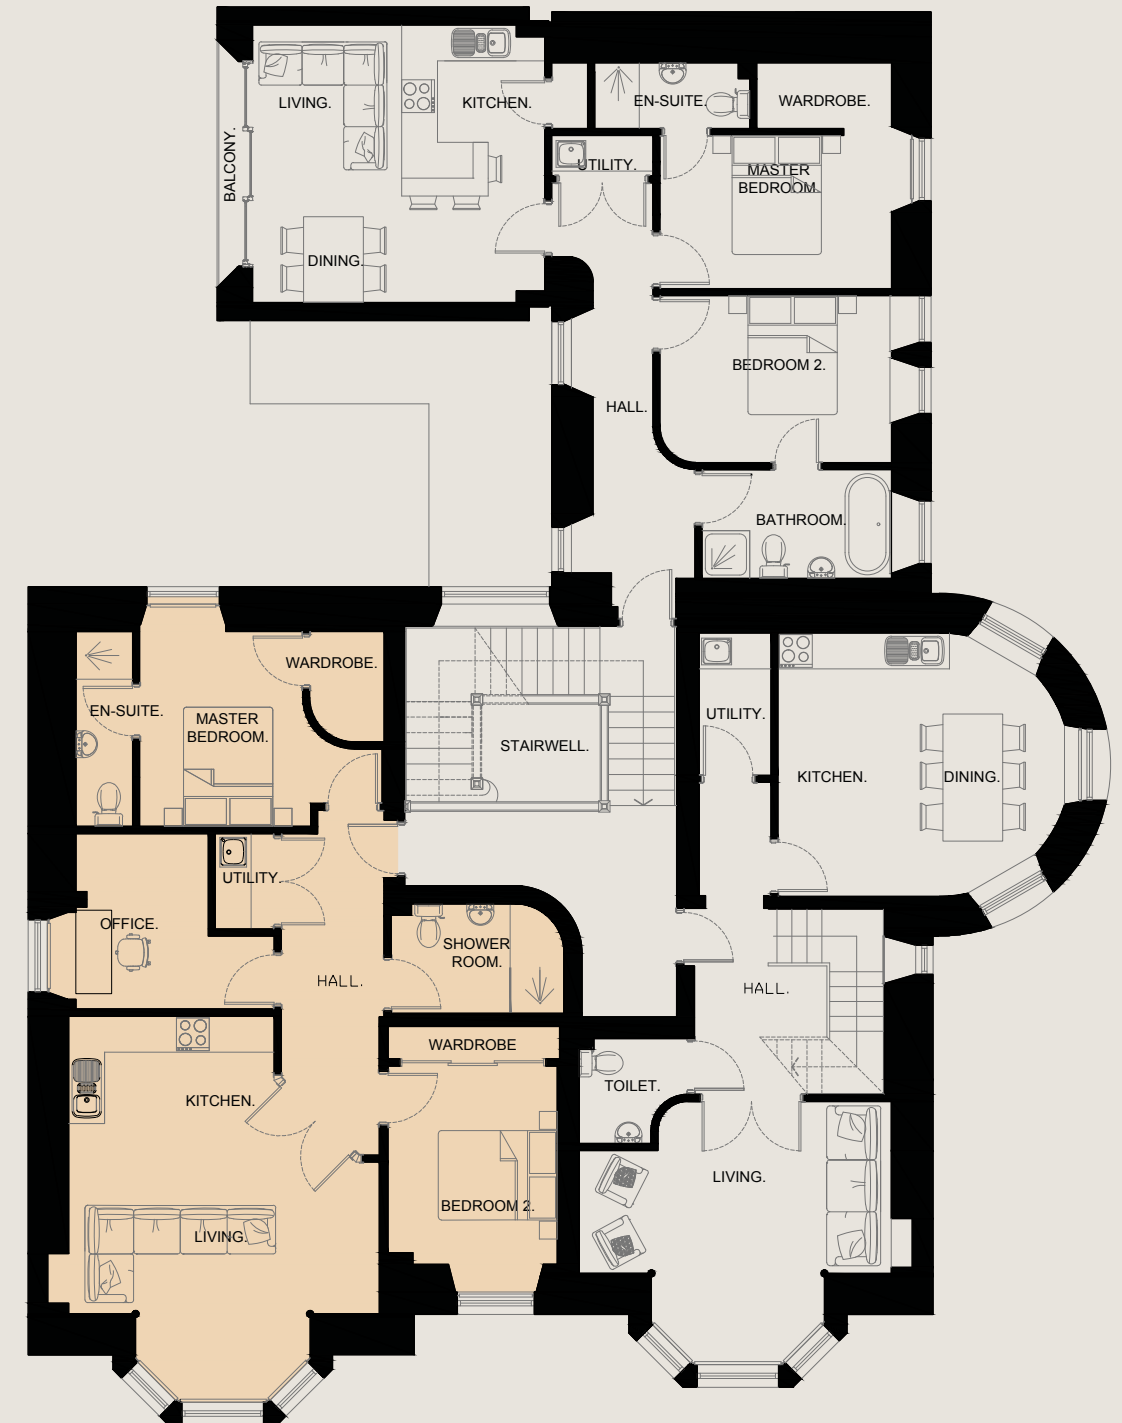 LIVING.
KITCHEN.
EN-SUITE.
WARDROBE.
BALCONY.
UTILITY.
MASTER
BEDROOM.
DINING.
BEDROOM 2.
HALL.
BATHROOM.
WARDROBE.
EN-SUITE.
MASTER
BEDROOM.
STAIRWELL.
UTILITY.
KITCHEN.
DINING.
UTILITY.
OFFICE.
SHOWER
ROOM.
HALL.
HALL.
WARDROBE
TOILET.
KITCHEN.
LIVING.
BEDROOM 2.
LIVING.